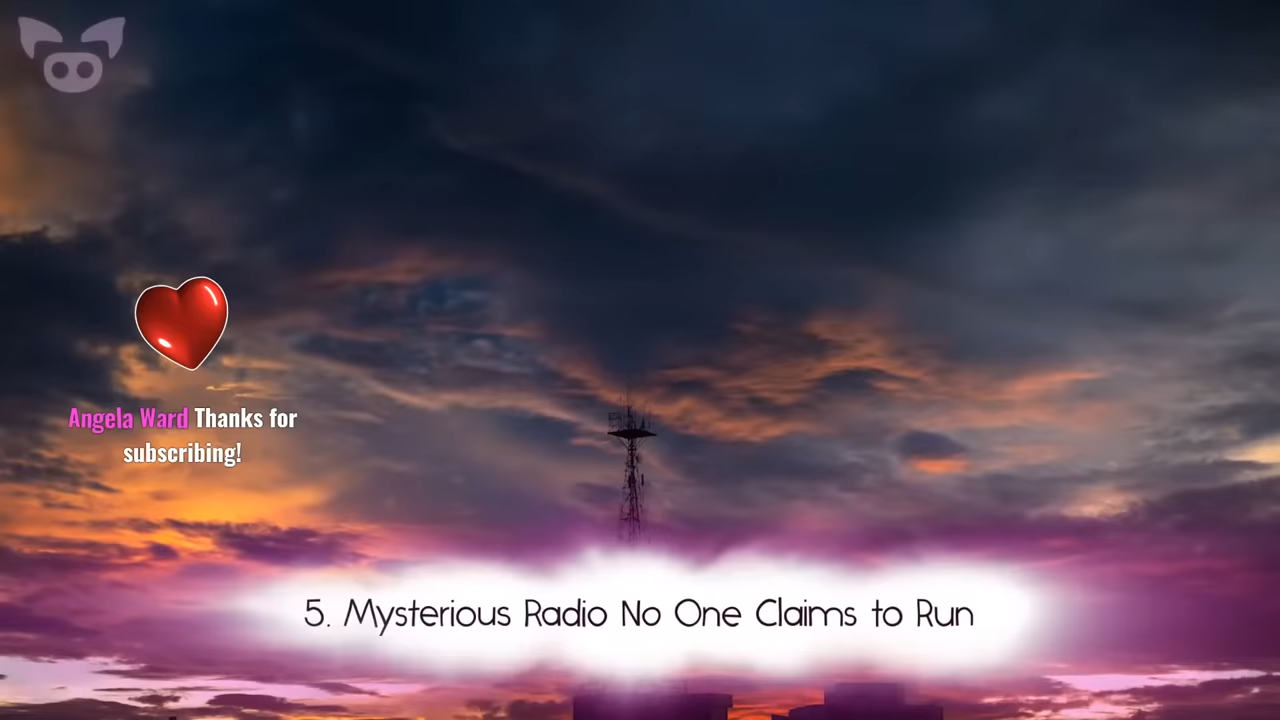 Angela Ward Thanks for
subscribing!
5. Mysterious Radio No One Claims to Run